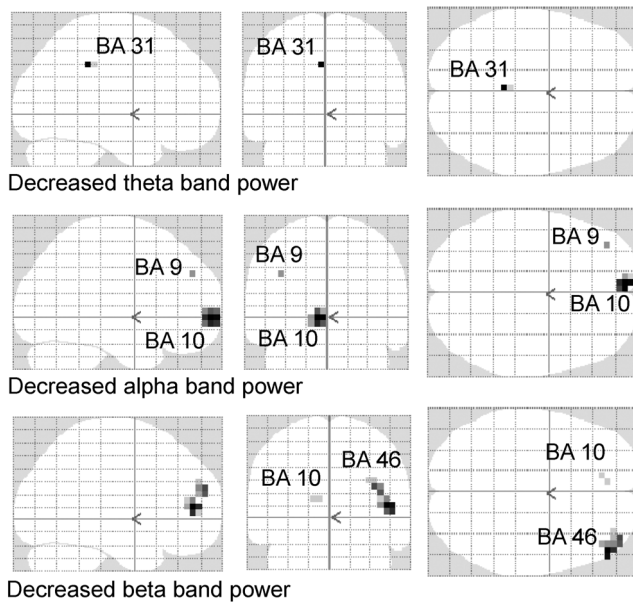 BA 31 BA 31 BA 31
Decreased theta band power
BA 9 BA 9 BA 9
BA 10 BA 10 BA 10
Decreased alpha band power
BA 10 BA 46 BA 10
BA 46
Decreased beta band power